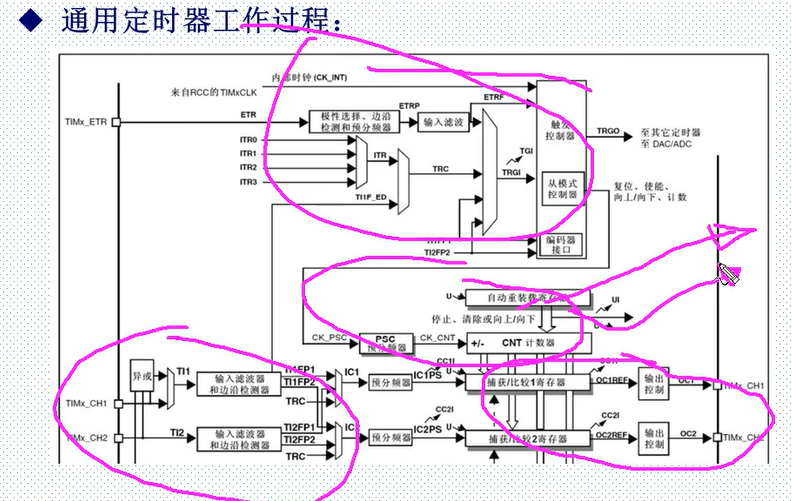 ◆ 通用定时器工作过程：
内部时钟(CK_INT)
来自RCC的TIMxCLK
TIMx_ETR
ETR
极性选择、边沿
检测和预分频器
ETRP
输入滤波
ETRF
触发
控制器
TRGO
至其它定时器
至 DAC/ADC
ITR0
ITR1
ITR2
ITR3
ITR
TRC
TGI
TRGI
TI1F_ED
从模式
控制器
复位、使能、
向上/向下、计数
TI1FP1
TI2FP2
编码器
接口
U
自动重装载寄存器
UI
停止、清除或向上/向下
U
CK_PSC
PSC
预分频器
CK_CNT
+/-
CNT 计数器
异或
TI1
输入滤波器
和边沿检测器
TI1FP1
TI1FP2
TRC
IC1
预分频器
IC1PS
CC1I
U
捕获/比较1寄存器
CC1I
OC1REF
输出
控制
OC1
TIMx_CH1
TIMx_CH1
TIMx_CH2
TI2
输入滤波器
和边沿检测器
TI2FP1
TI2FP2
TRC
预分频器
IC2PS
CC2I
U
捕获/比较2寄存器
CC2I
OC2REF
输出
控制
OC2
TIMx_CH2